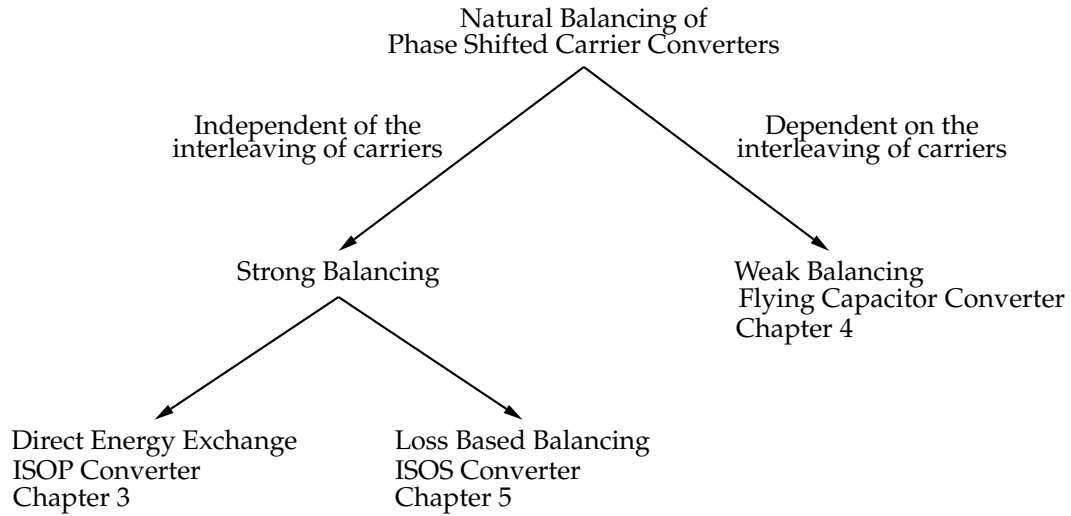 Natural Balancing of
Phase Shifted Carrier Converters
Independent of the
interleaving of carriers
Dependent on the
interleaving of carriers
Strong Balancing
Weak Balancing
Flying Capacitor Converter
Chapter 4
Direct Energy Exchange
ISOP Converter
Chapter 3
Loss Based Balancing
ISOS Converter
Chapter 5